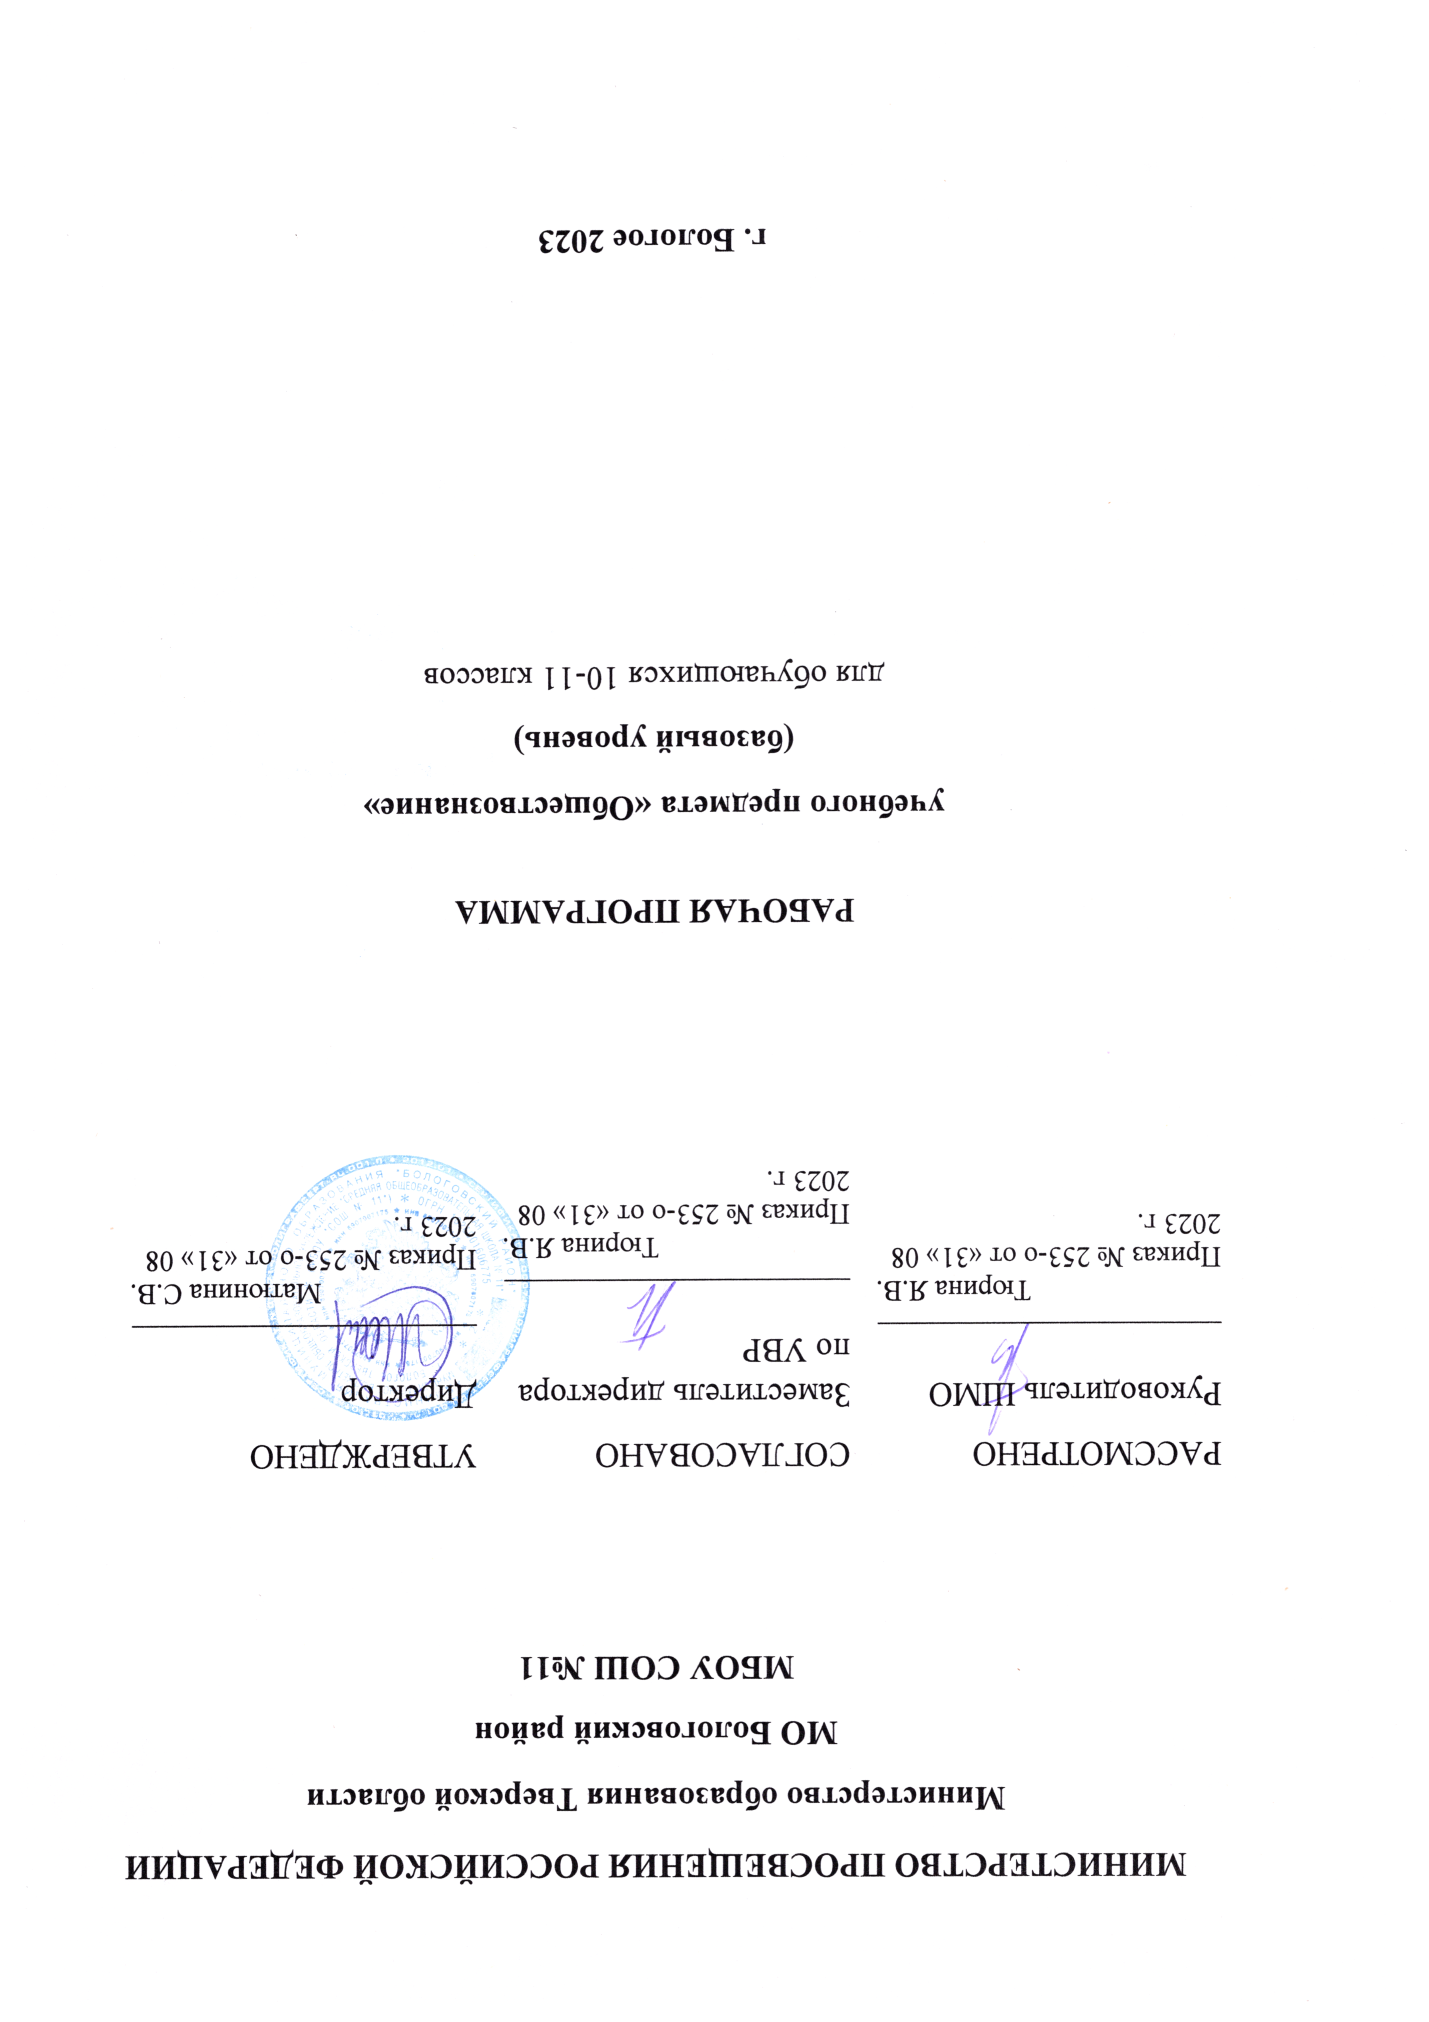 МИНИСТЕРСТВО ПРОСВЕЩЕНИЯ РОССИЙСКОЙ ФЕДЕРАЦИИ
Министерство образования Тверской области
МО Бологовский район
МБОУ СОШ №11
РАССМОТРЕНО
Руководитель ШМО
Тюрина Я.В.
Приказ № 253-о от «31» 08
2023 г.
СОГЛАСОВАНО
Заместитель директора
по УВР
Тюрина Я.В.
Приказ № 253-о от «31» 08
2023 г.
УТВЕРЖДЕНО
Директор
Матюнина С.В.
Приказ № 253-о от «31» 08
2023 г.
РАБОЧАЯ ПРОГРАММА
учебного предмета «Обществознание»
(базовый уровень)
для обучающихся 10-11 классов
г. Бологое 2023